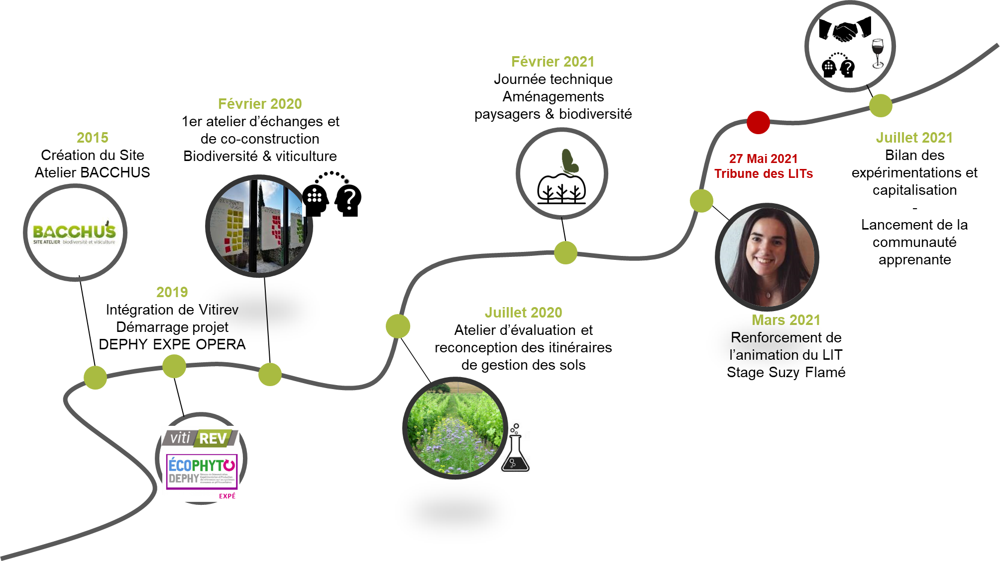 2015
Création du Site
Atelier BACCHUS
BACCHUS
SITE ATELIER biodiversité et viticulture
2019
Intégration de Vitirev
Démarrage projet
DEPHY EXPE OPERA
viti REV
ÉCOPHYTO
DEPHY
EXPÉ
Février 2020
1er atelier d’échanges et
de co-construction
Biodiversité & viticulture
?
Juillet 2020
Atelier d’évaluation et
reconception des itinéraires
de gestion des sols
Février 2021
Journée technique
Aménagements
paysagers & biodiversité
Mars 2021
Renforcement de
l’animation du LIT
Stage Suzy Flamé
27 Mai 2021
Tribune des LITs
?
Juillet 2021
Bilan des
expérimentations et
capitalisation
-
Lancement de la
communauté
apprenante